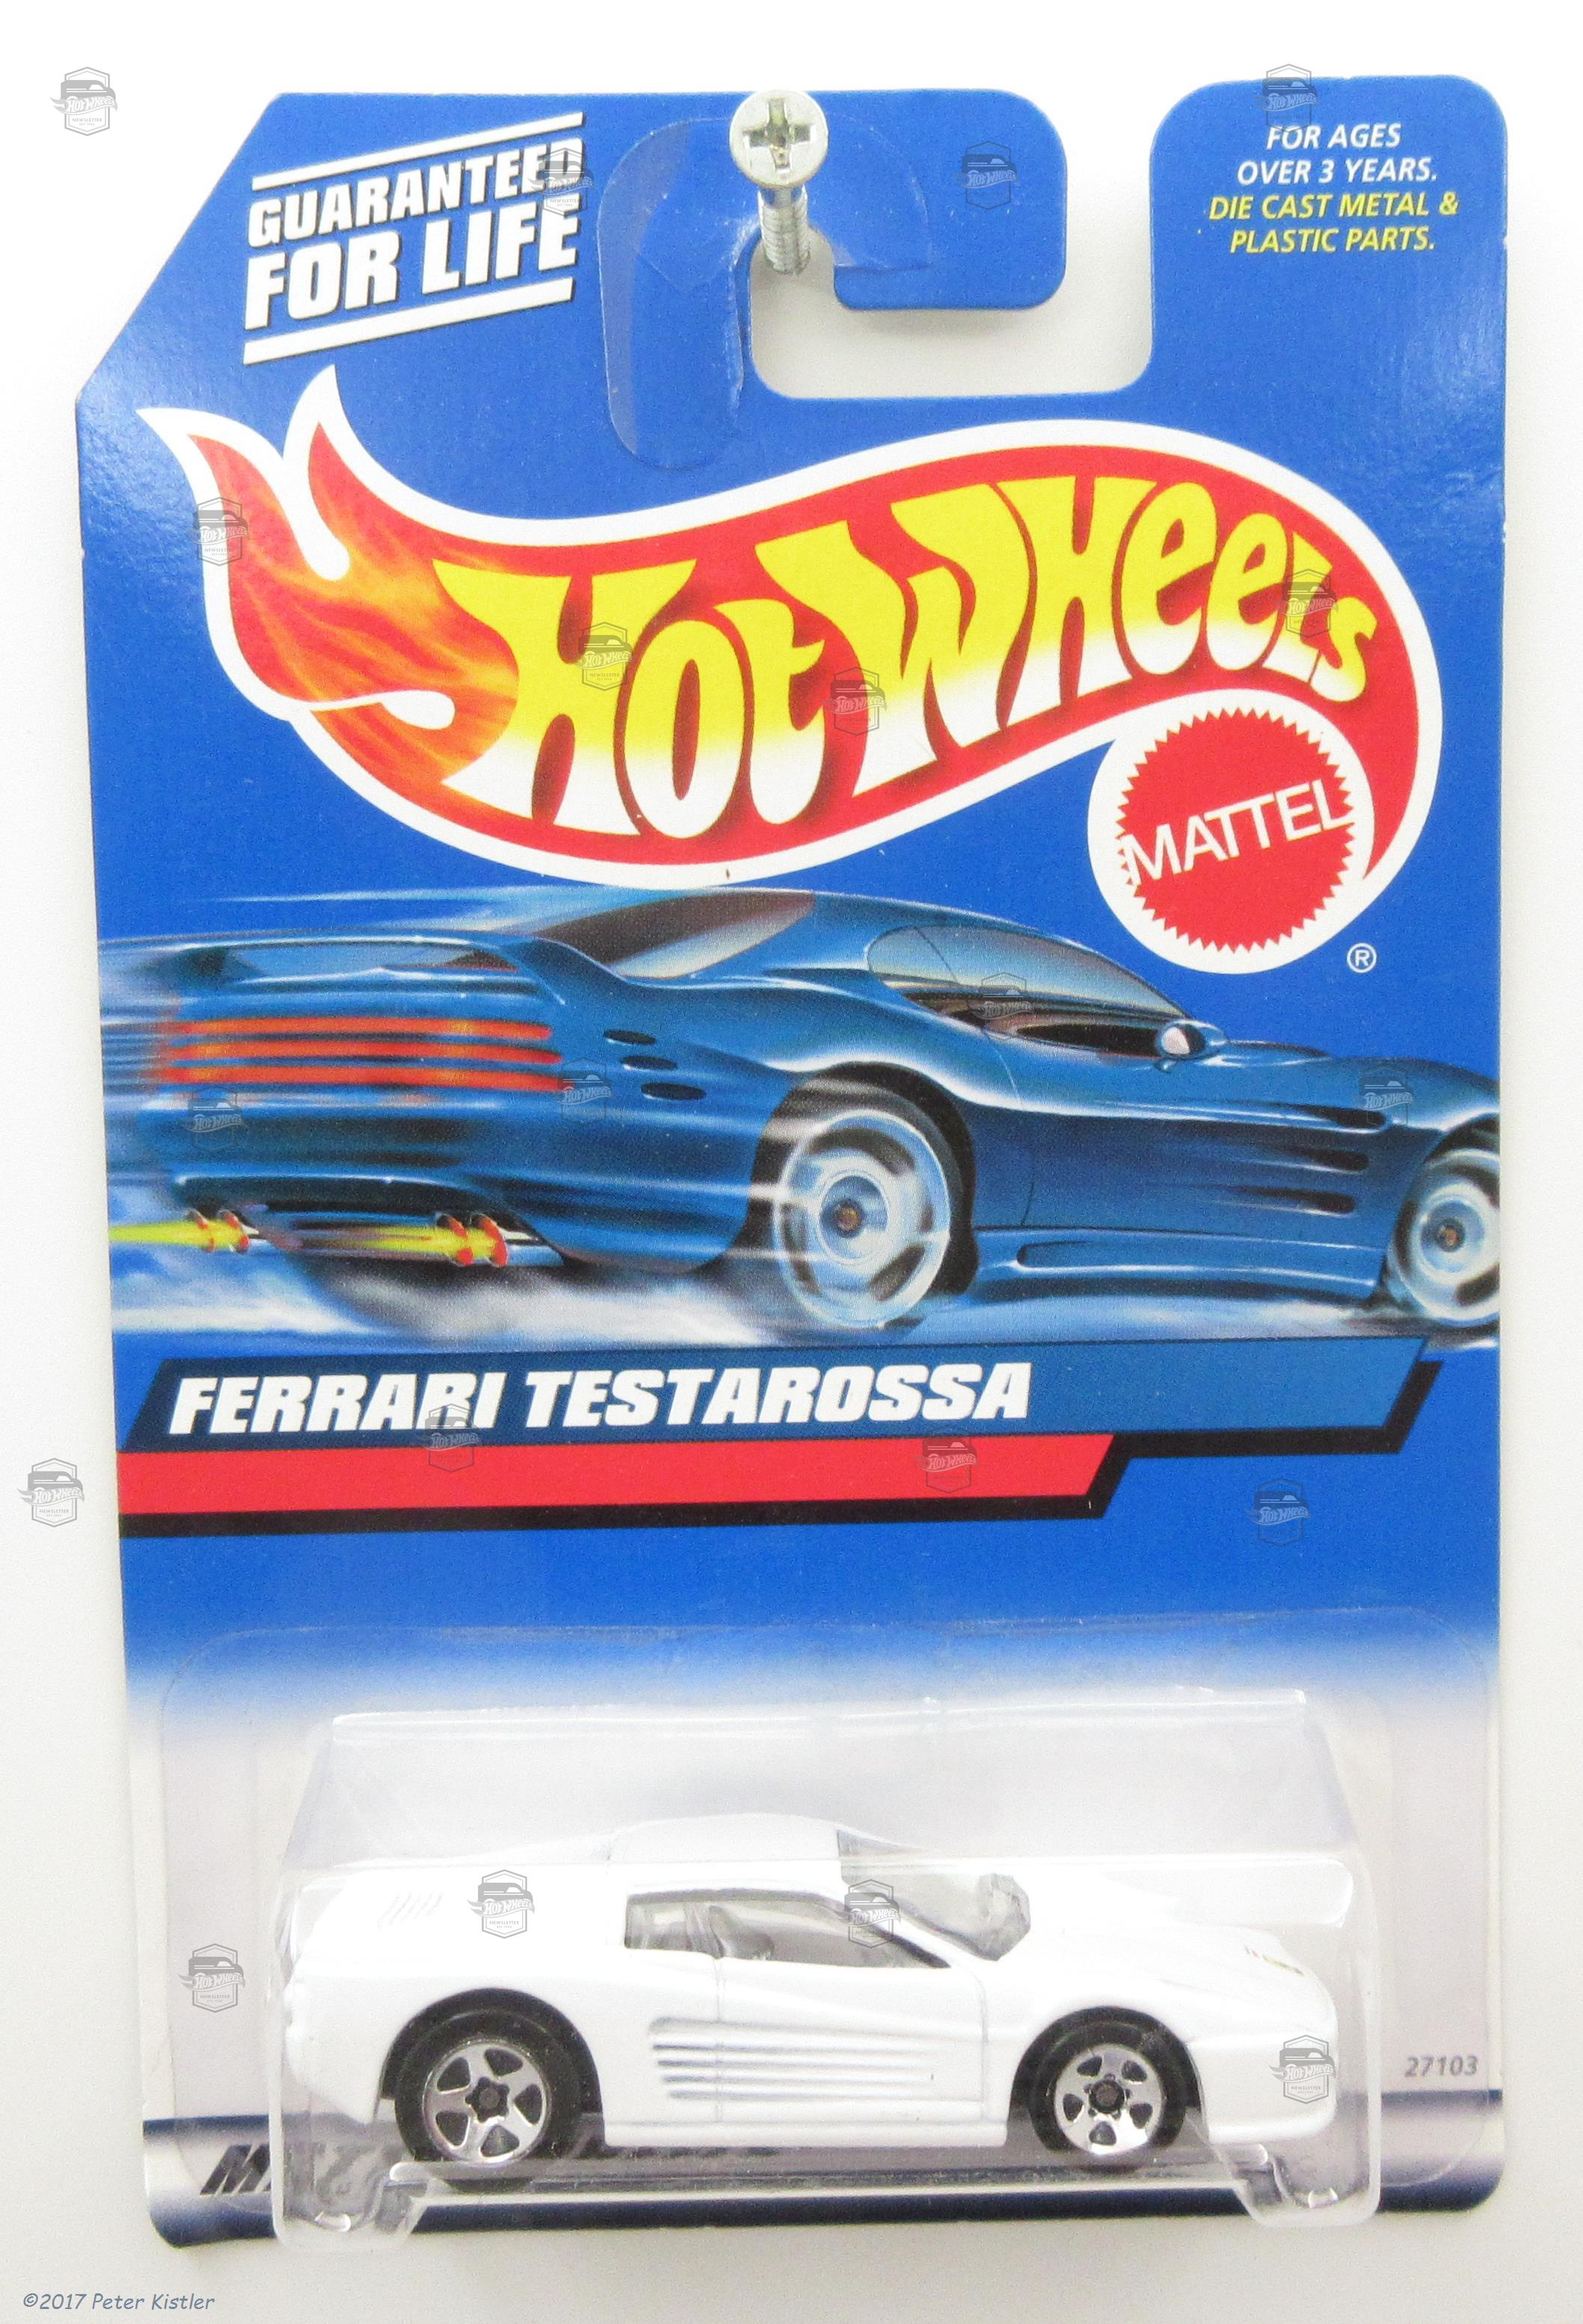 GUARANTEED
FOR LIFE
FOR AGES
OVER 3 YEARS.
DIE CAST METAL &
PLASTIC PARTS.
Hot Wheels
MATTEL
®
FERRARI TESTAROSSA
27103
©2017 Peter Kistler